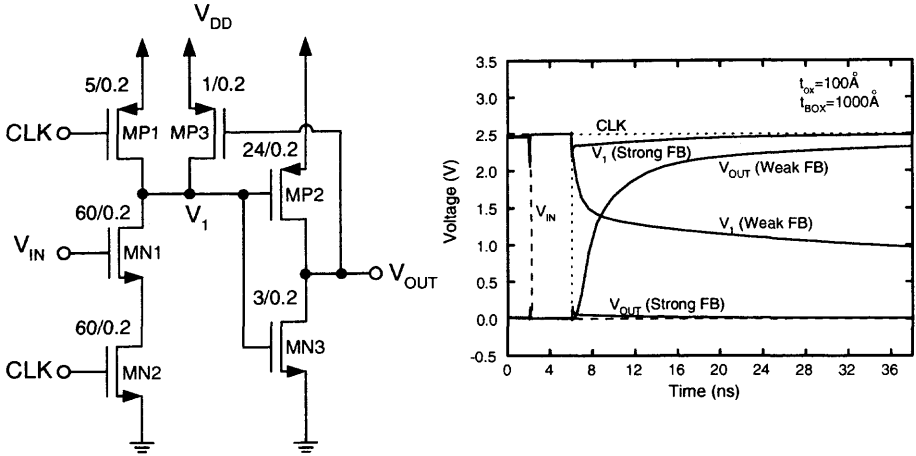 V_DD
5/0.2
1/0.2
CLK
MP1
MP3
24/0.2
MP2
60/0.2
V_1
V_IN
MN1
V_OUT
3/0.2
60/0.2
MN3
CLK
MN2
3.5
3.0
2.5
2.0
1.5
1.0
0.5
0.0
-0.5
Voltage (V)
t_ox=100Å
t_BOX=1000Å
CLK
V_1 (Strong FB)
V_OUT (Weak FB)
V_IN
V_1 (Weak FB)
V_OUT (Strong FB)
0 4 8 12 16 20 24 28 32 36
Time (ns)